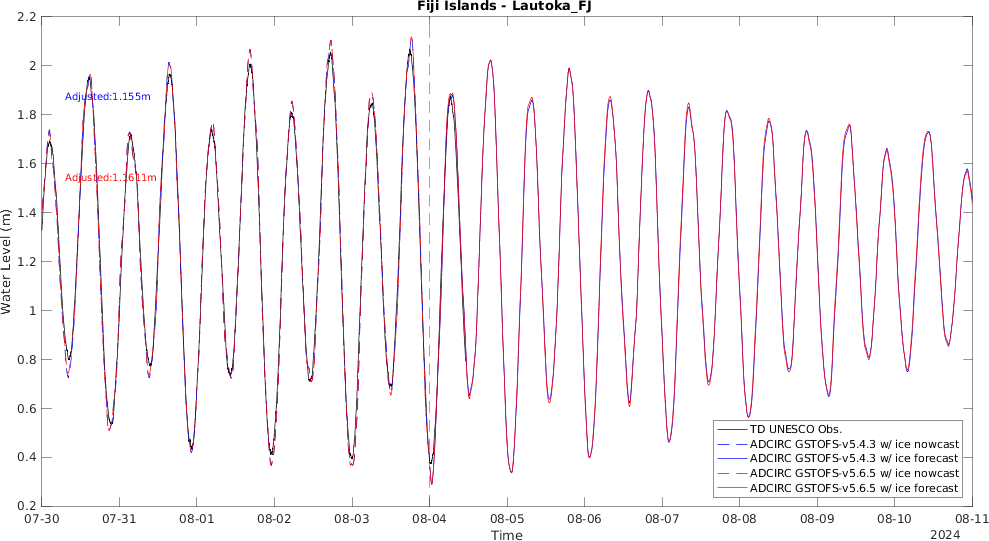 Fiji Islands - Lautoka_FJ
2.2
2
1.8
1.6
1.4
1.2
1
0.8
0.6
0.4
0.2
Water Level (m)
Adjusted:1.155m
Adjusted:1.1611m
TD UNESCO Obs.
ADCIRC GSTOFS-v5.4.3 w/ ice nowcast
ADCIRC GSTOFS-v5.4.3 w/ ice forecast
ADCIRC GSTOFS-v5.6.5 w/ ice nowcast
ADCIRC GSTOFS-v5.6.5 w/ ice forecast
07-30 07-31 08-01 08-02 08-03 08-04 08-05 08-06 08-07 08-08 08-09 08-10 08-11
Time
2024